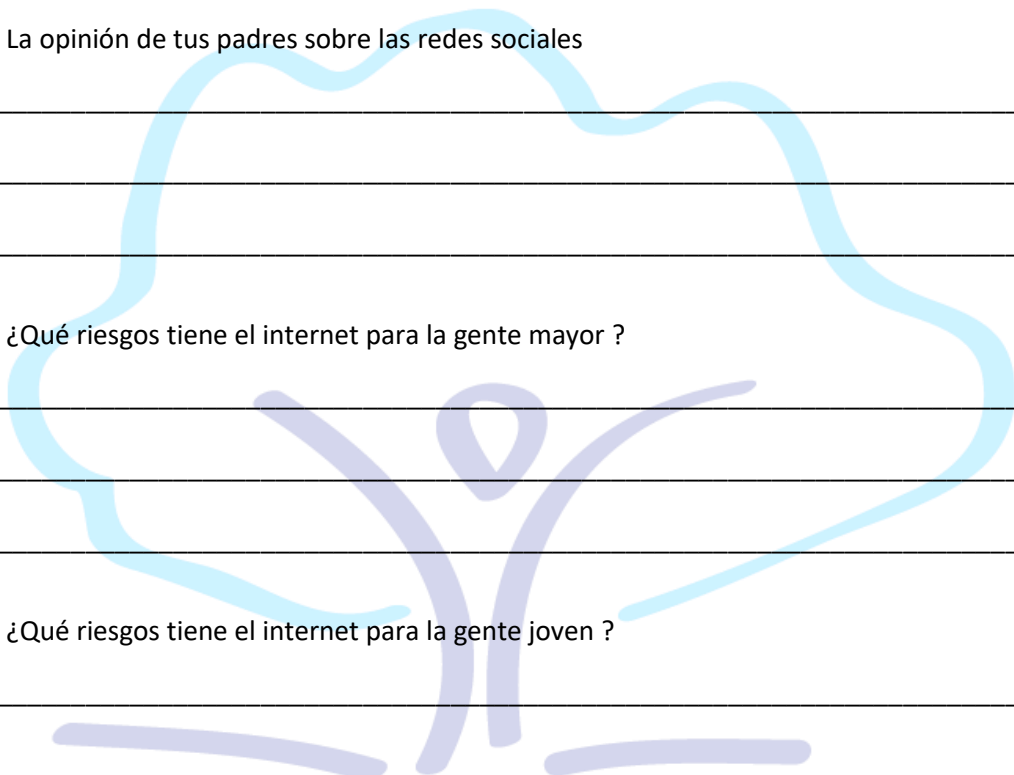 La opinión de tus padres sobre las redes sociales
¿Qué riesgos tiene el internet para la gente mayor ?
¿Qué riesgos tiene el internet para la gente joven ?